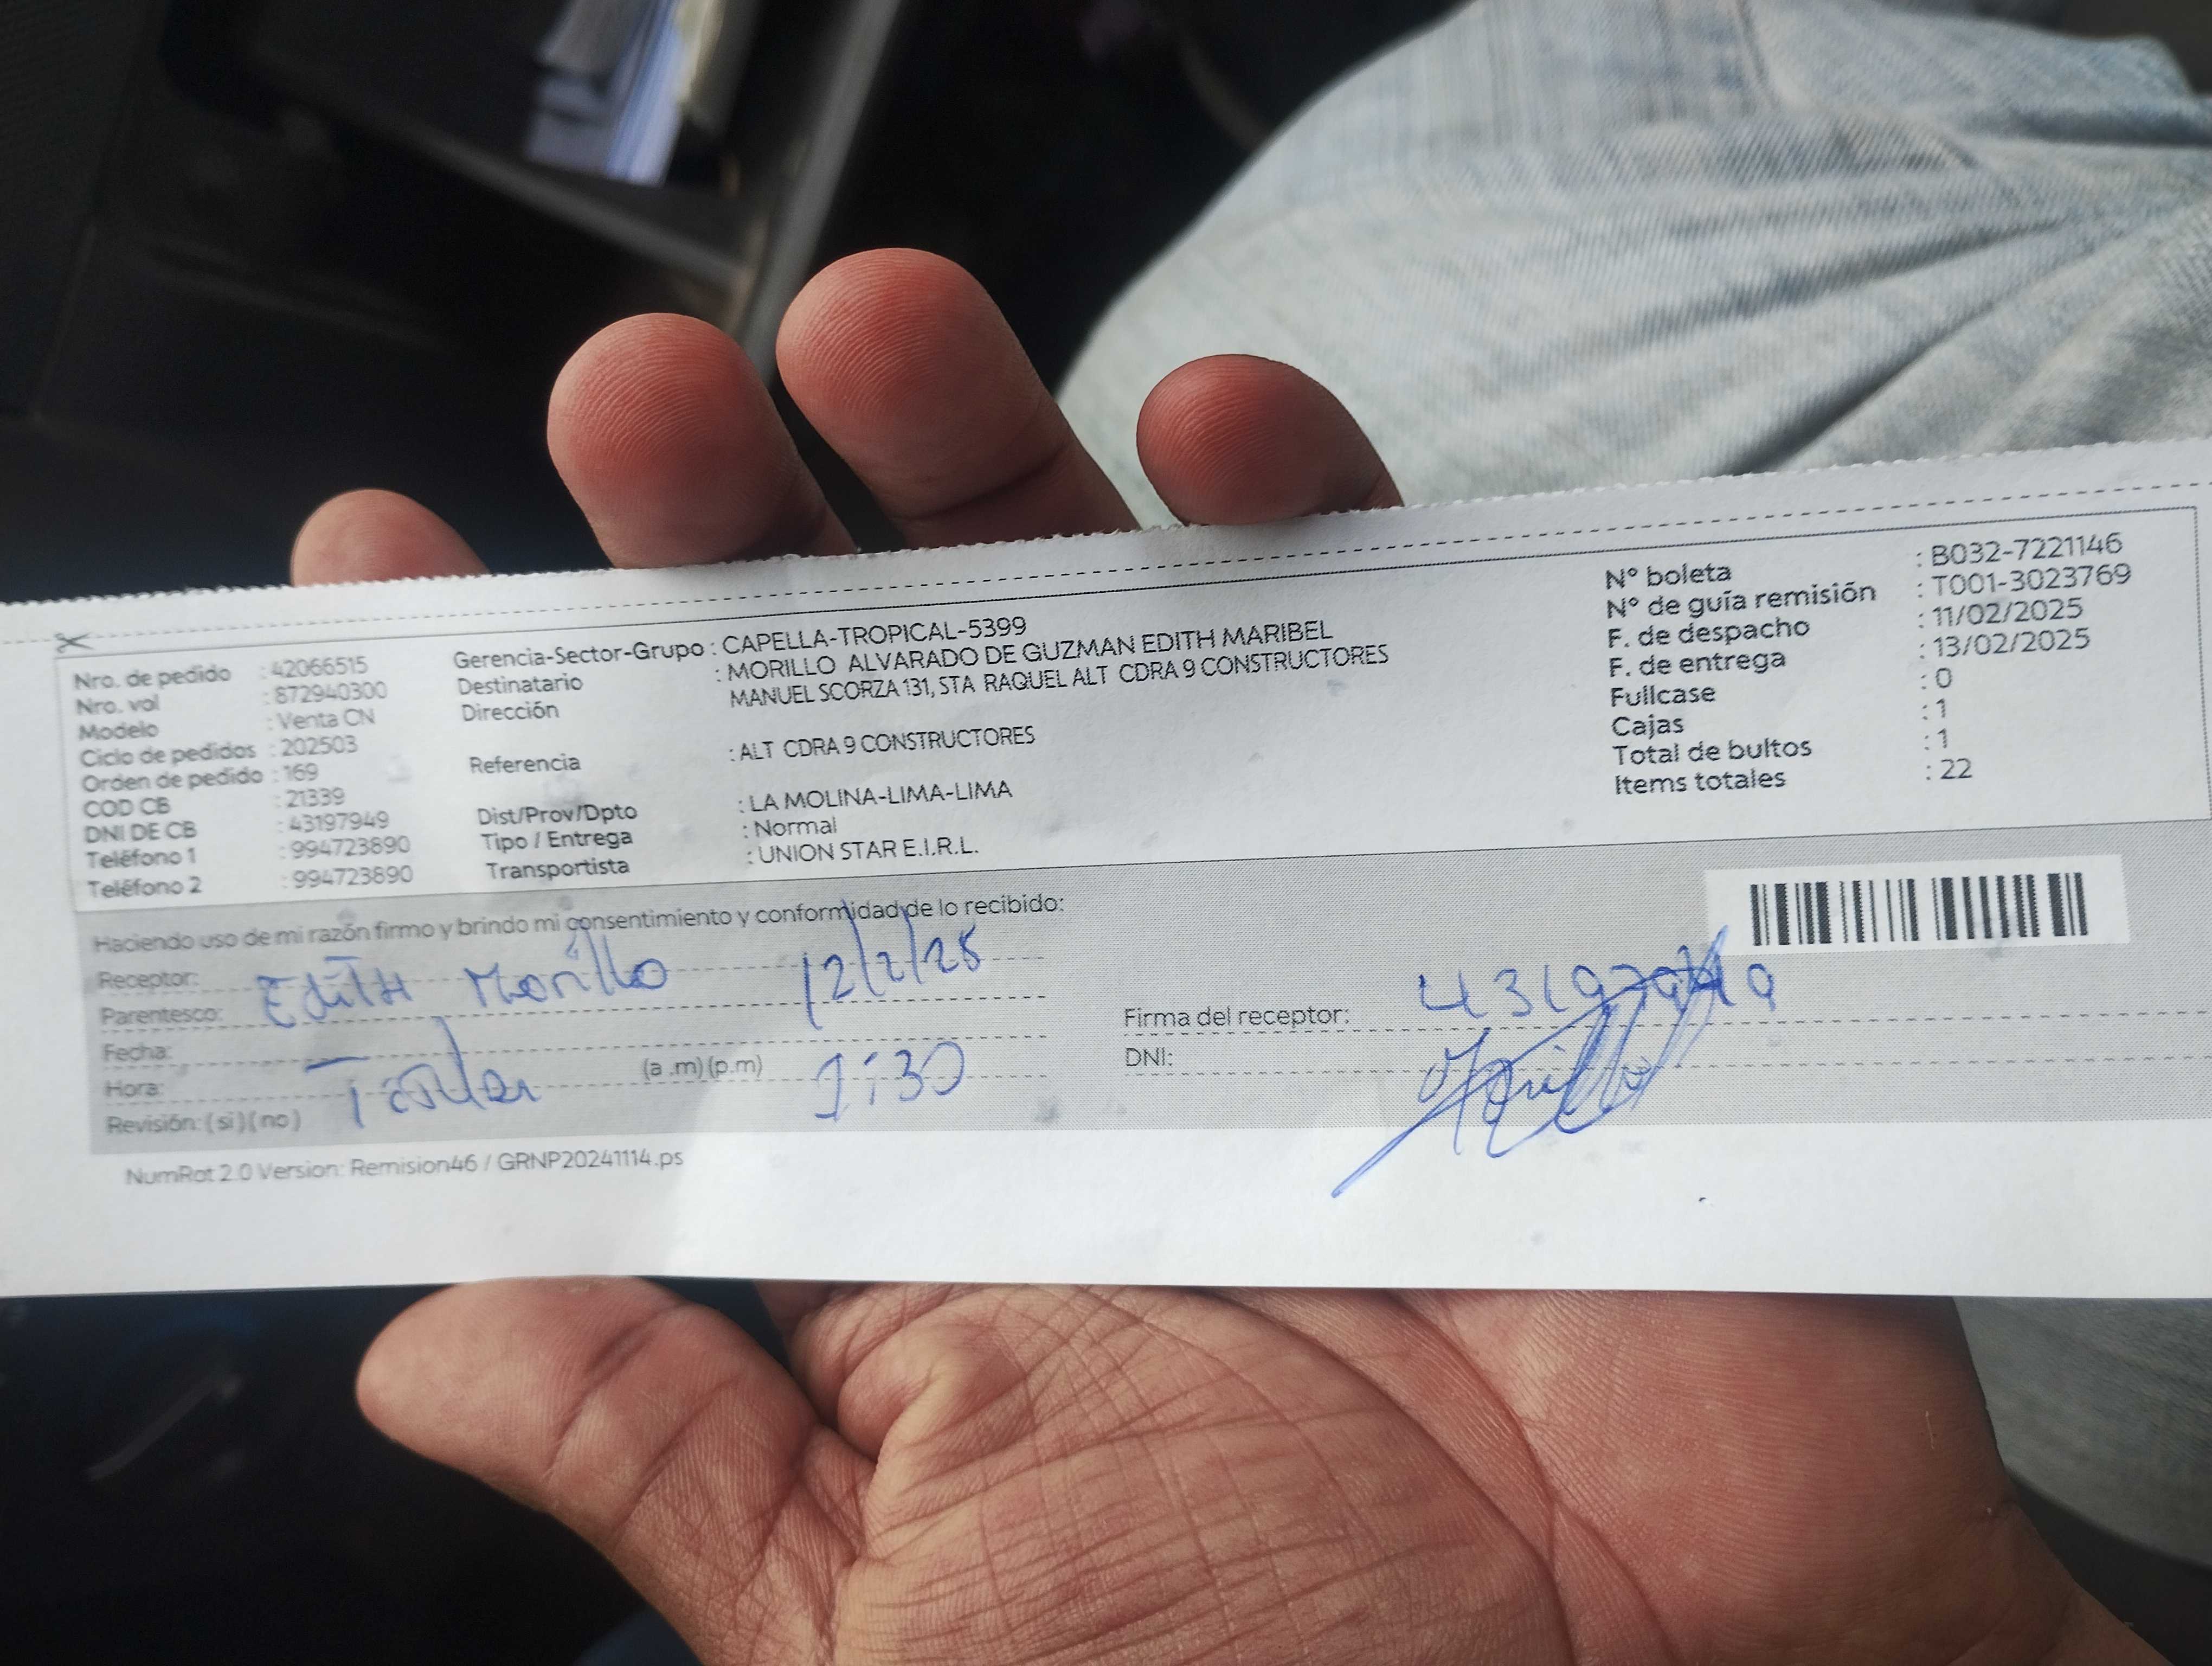 Nro. de pedido : 42066515
Nro. vol : 872940300
Modelo : Venta CN
Ciclo de pedidos : 202503
Orden de pedido : 169
COD CB : 21339
DNI DE CB : 43197949
Teléfono 1 : 994723890
Teléfono 2 : 994723890
Gerencia-Sector-Grupo : CAPELLA-TROPICAL-5399
Destinatario : MORILLO ALVARADO DE GUZMAN EDITH MARIBEL
Dirección MANUEL SCORZA 131, STA RAQUEL ALT CDRA 9 CONSTRUCTORES
Referencia : ALT CDRA 9 CONSTRUCTORES
Dist/Prov/Dpto : LA MOLINA-LIMA-LIMA
Tipo / Entrega : Normal
Transportista : UNION STAR E.I.R.L.
N° boleta : B032-7221146
N° de guía remisión : T001-3023769
F. de despacho : 11/02/2025
F. de entrega : 13/02/2025
Fullcase : 0
Cajas : 1
Total de bultos : 1
Items totales : 22
Haciendo uso de mi razón firmo y brindo mi consentimiento y conformidad de lo recibido:
Receptor: Edith Morillo 12/2/25
Parentesco:
Fecha:
Hora: (a .m) (p.m) 1:30
Revisión: ( si ) ( no )
Firma del receptor: 43197949
DNI: Morillo
NumRot 2.0 Version: Remision46 / GRNP20241114.ps